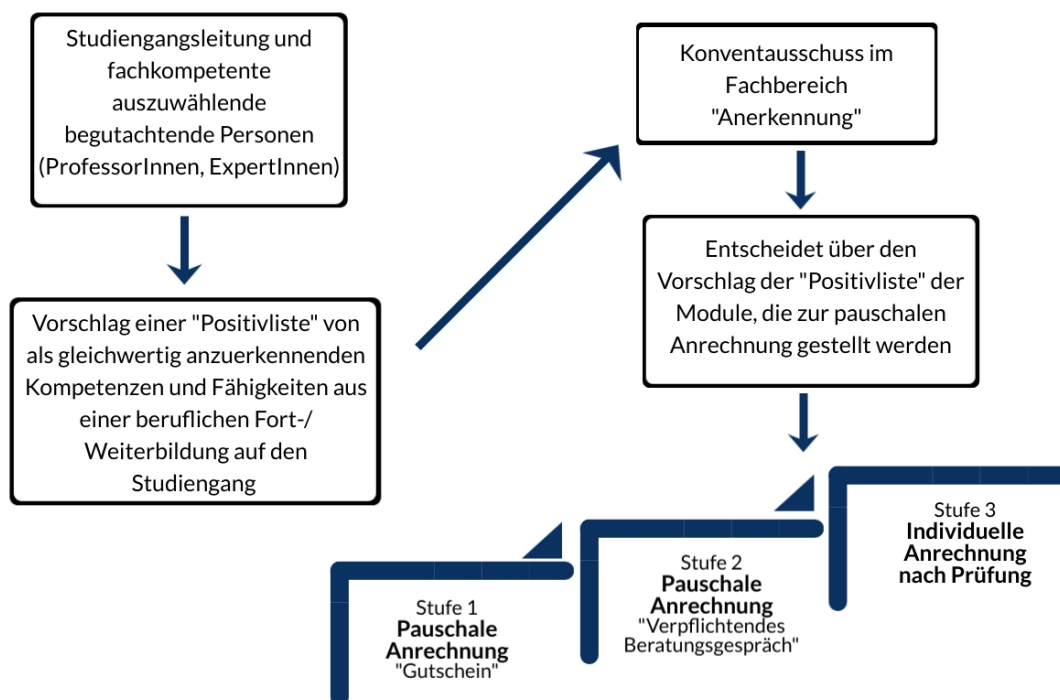 Studiengangsleitung und
fachkompetente
auszuwählende
begutachtende Personen
(ProfessorInnen, ExpertInnen)
Vorschlag einer "Positivliste" von
als gleichwertig anzuerkennenden
Kompetenzen und Fähigkeiten aus
einer beruflichen Fort-/
Weiterbildung auf den
Studiengang
Konventausschuss im
Fachbereich
"Anerkennung"
Entscheidet über den
Vorschlag der "Positivliste" der
Module, die zur pauschalen
Anrechnung gestellt werden
Stufe 1
Pauschale
Anrechnung
"Gutschein"
Stufe 2
Pauschale
Anrechnung
"Verpflichtendes
Beratungsgespräch"
Stufe 3
Individuelle
Anrechnung
nach Prüfung